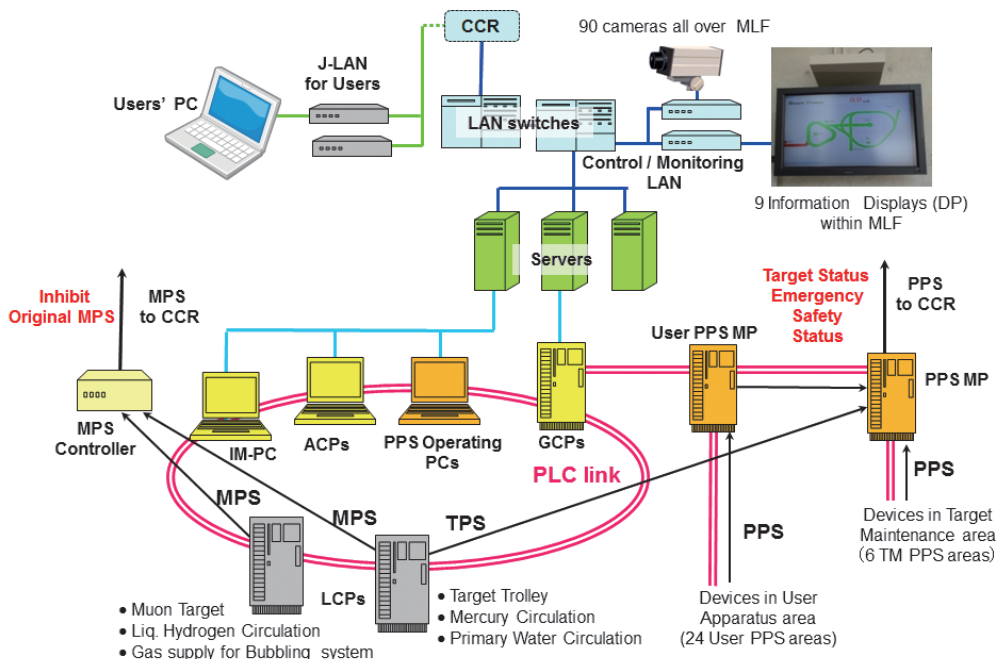 CCR
90 cameras all over MLF
J-LAN
for Users
Users' PC
LAN switches
Control / Monitoring
LAN
9 Information Displays (DP)
within MLF
Servers
Inhibit
Original MPS
MPS
to CCR
Target Status
Emergency
Safety
Status
PPS
to CCR
User PPS MP
PPS MP
MPS
Controller
IM-PC
ACPs
PPS Operating
PCs
GCPs
PLC link
MPS
MPS
TPS
PPS
PPS
Devices in Target
Maintenance area
(6 TM PPS areas)
LCPs
• Muon Target
• Liq. Hydrogen Circulation
• Gas supply for Bubbling system
• Target Trolley
• Mercury Circulation
• Primary Water Circulation
Devices in User
Apparatus area
(24 User PPS areas)